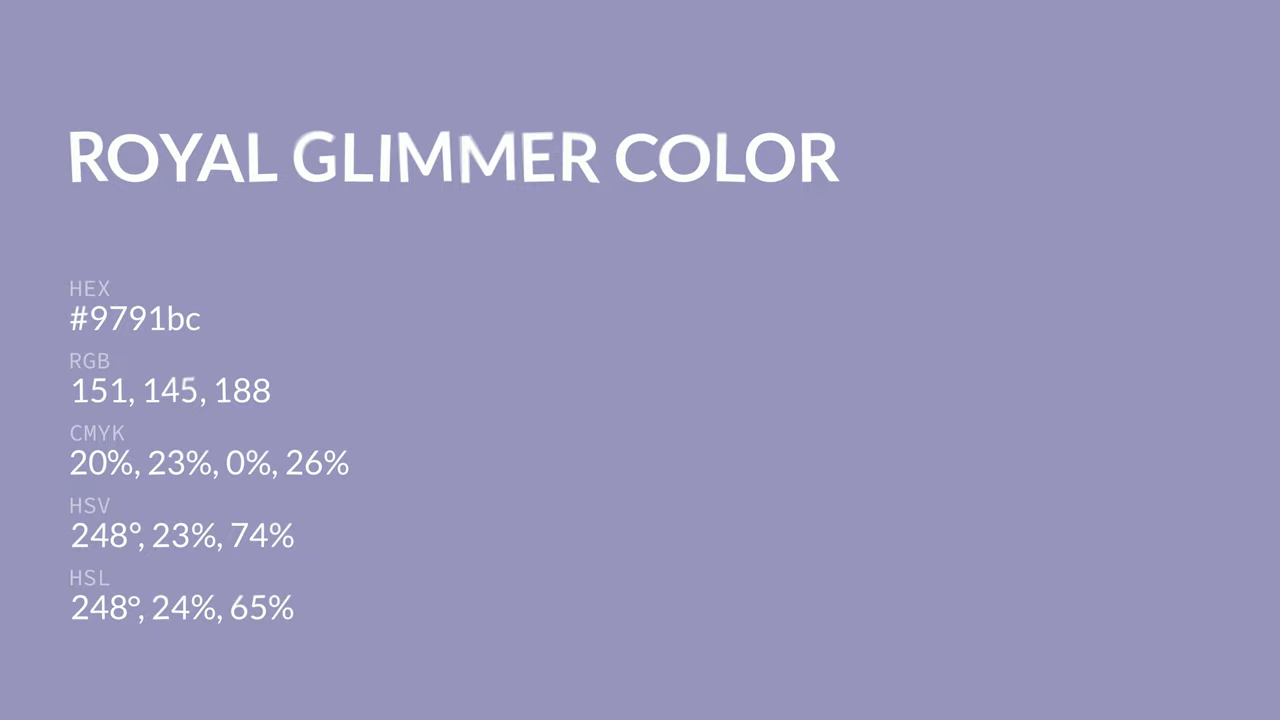 ROYAL GLIMMER COLOR
HEX
#9791bc
RGB
151, 145, 188
CMYK
20%, 23%, 0%, 26%
HSV
248°, 23%, 74%
HSL
248°, 24%, 65%